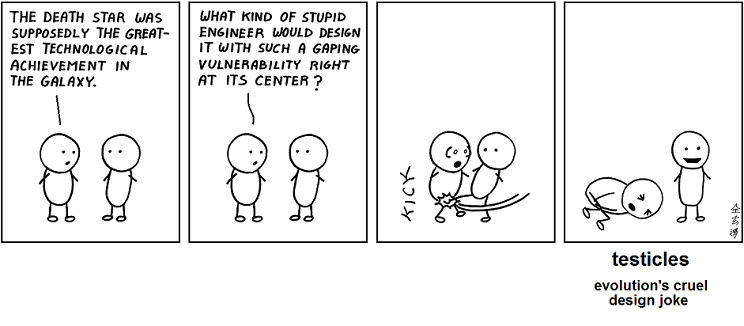 THE DEATH STAR WAS
SUPPOSEDLY THE GREAT-
EST TECHNOLOGICAL
ACHIEVEMENT IN
THE GALAXY.
WHAT KIND OF STUPID
ENGINEER WOULD DESIGN
IT WITH SUCH A GAPING
VULNERABILITY RIGHT
AT ITS CENTER?
KICK
testicles
evolution's cruel
design joke